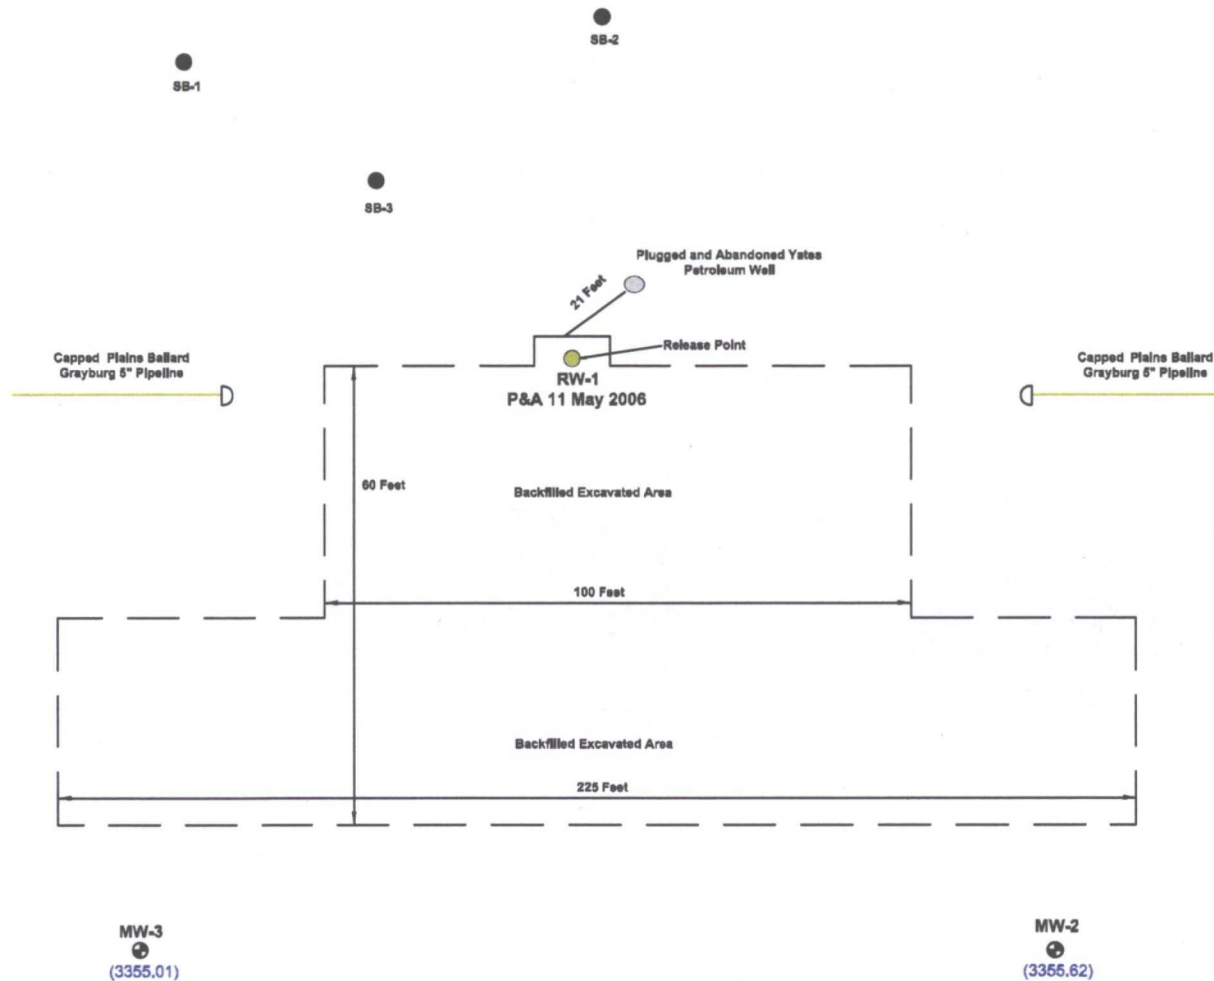 SB-2
SB-1
SB-3
Plugged and Abandoned Yates
Petroleum Well
21 Feet
Release Point
Capped Plains Ballard
Grayburg 5" Pipeline
Capped Plains Ballard
Grayburg 5" Pipeline
RW-1
P&A 11 May 2006
60 Feet
Backfilled Excavated Area
100 Feet
Backfilled Excavated Area
225 Feet
MW-3
(3355.01)
MW-2
(3355.62)